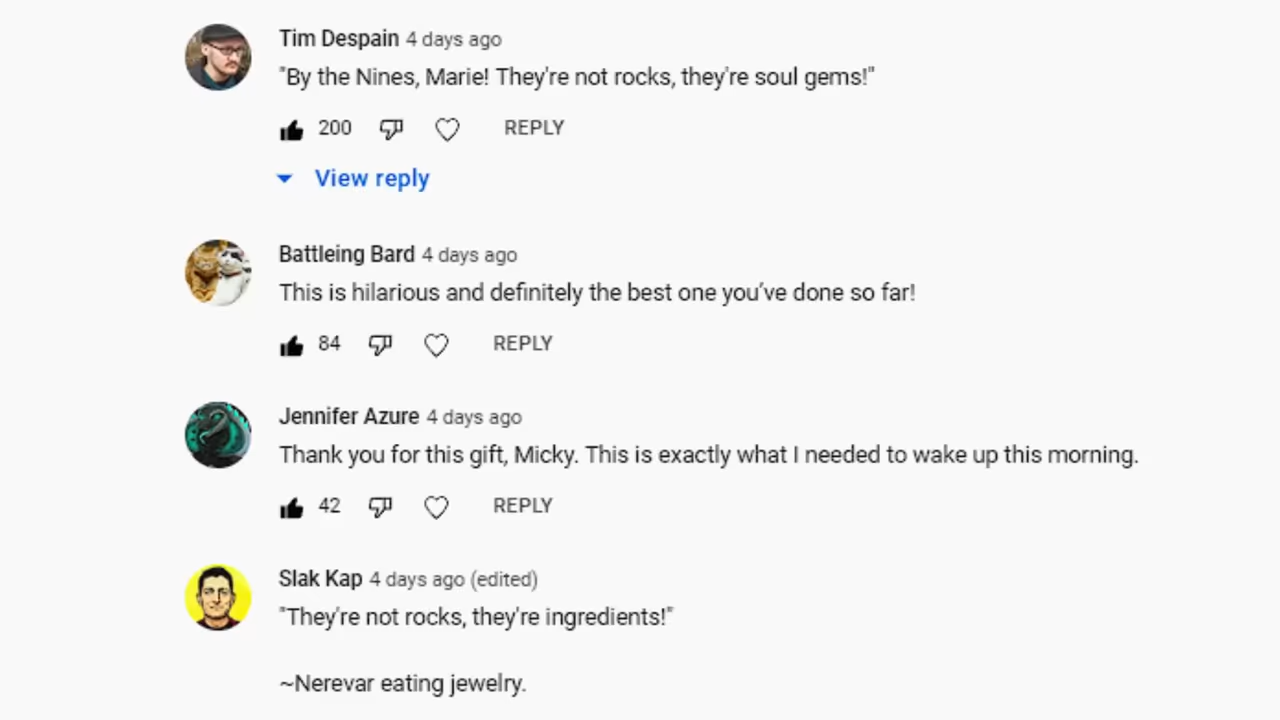 Tim Despain 4 days ago
"By the Nines, Marie! They're not rocks, they're soul gems!"
200 REPLY
View reply
Battleing Bard 4 days ago
This is hilarious and definitely the best one you’ve done so far!
84 REPLY
Jennifer Azure 4 days ago
Thank you for this gift, Micky. This is exactly what I needed to wake up this morning.
42 REPLY
Slak Kap 4 days ago (edited)
"They're not rocks, they're ingredients!"
~Nerevar eating jewelry.